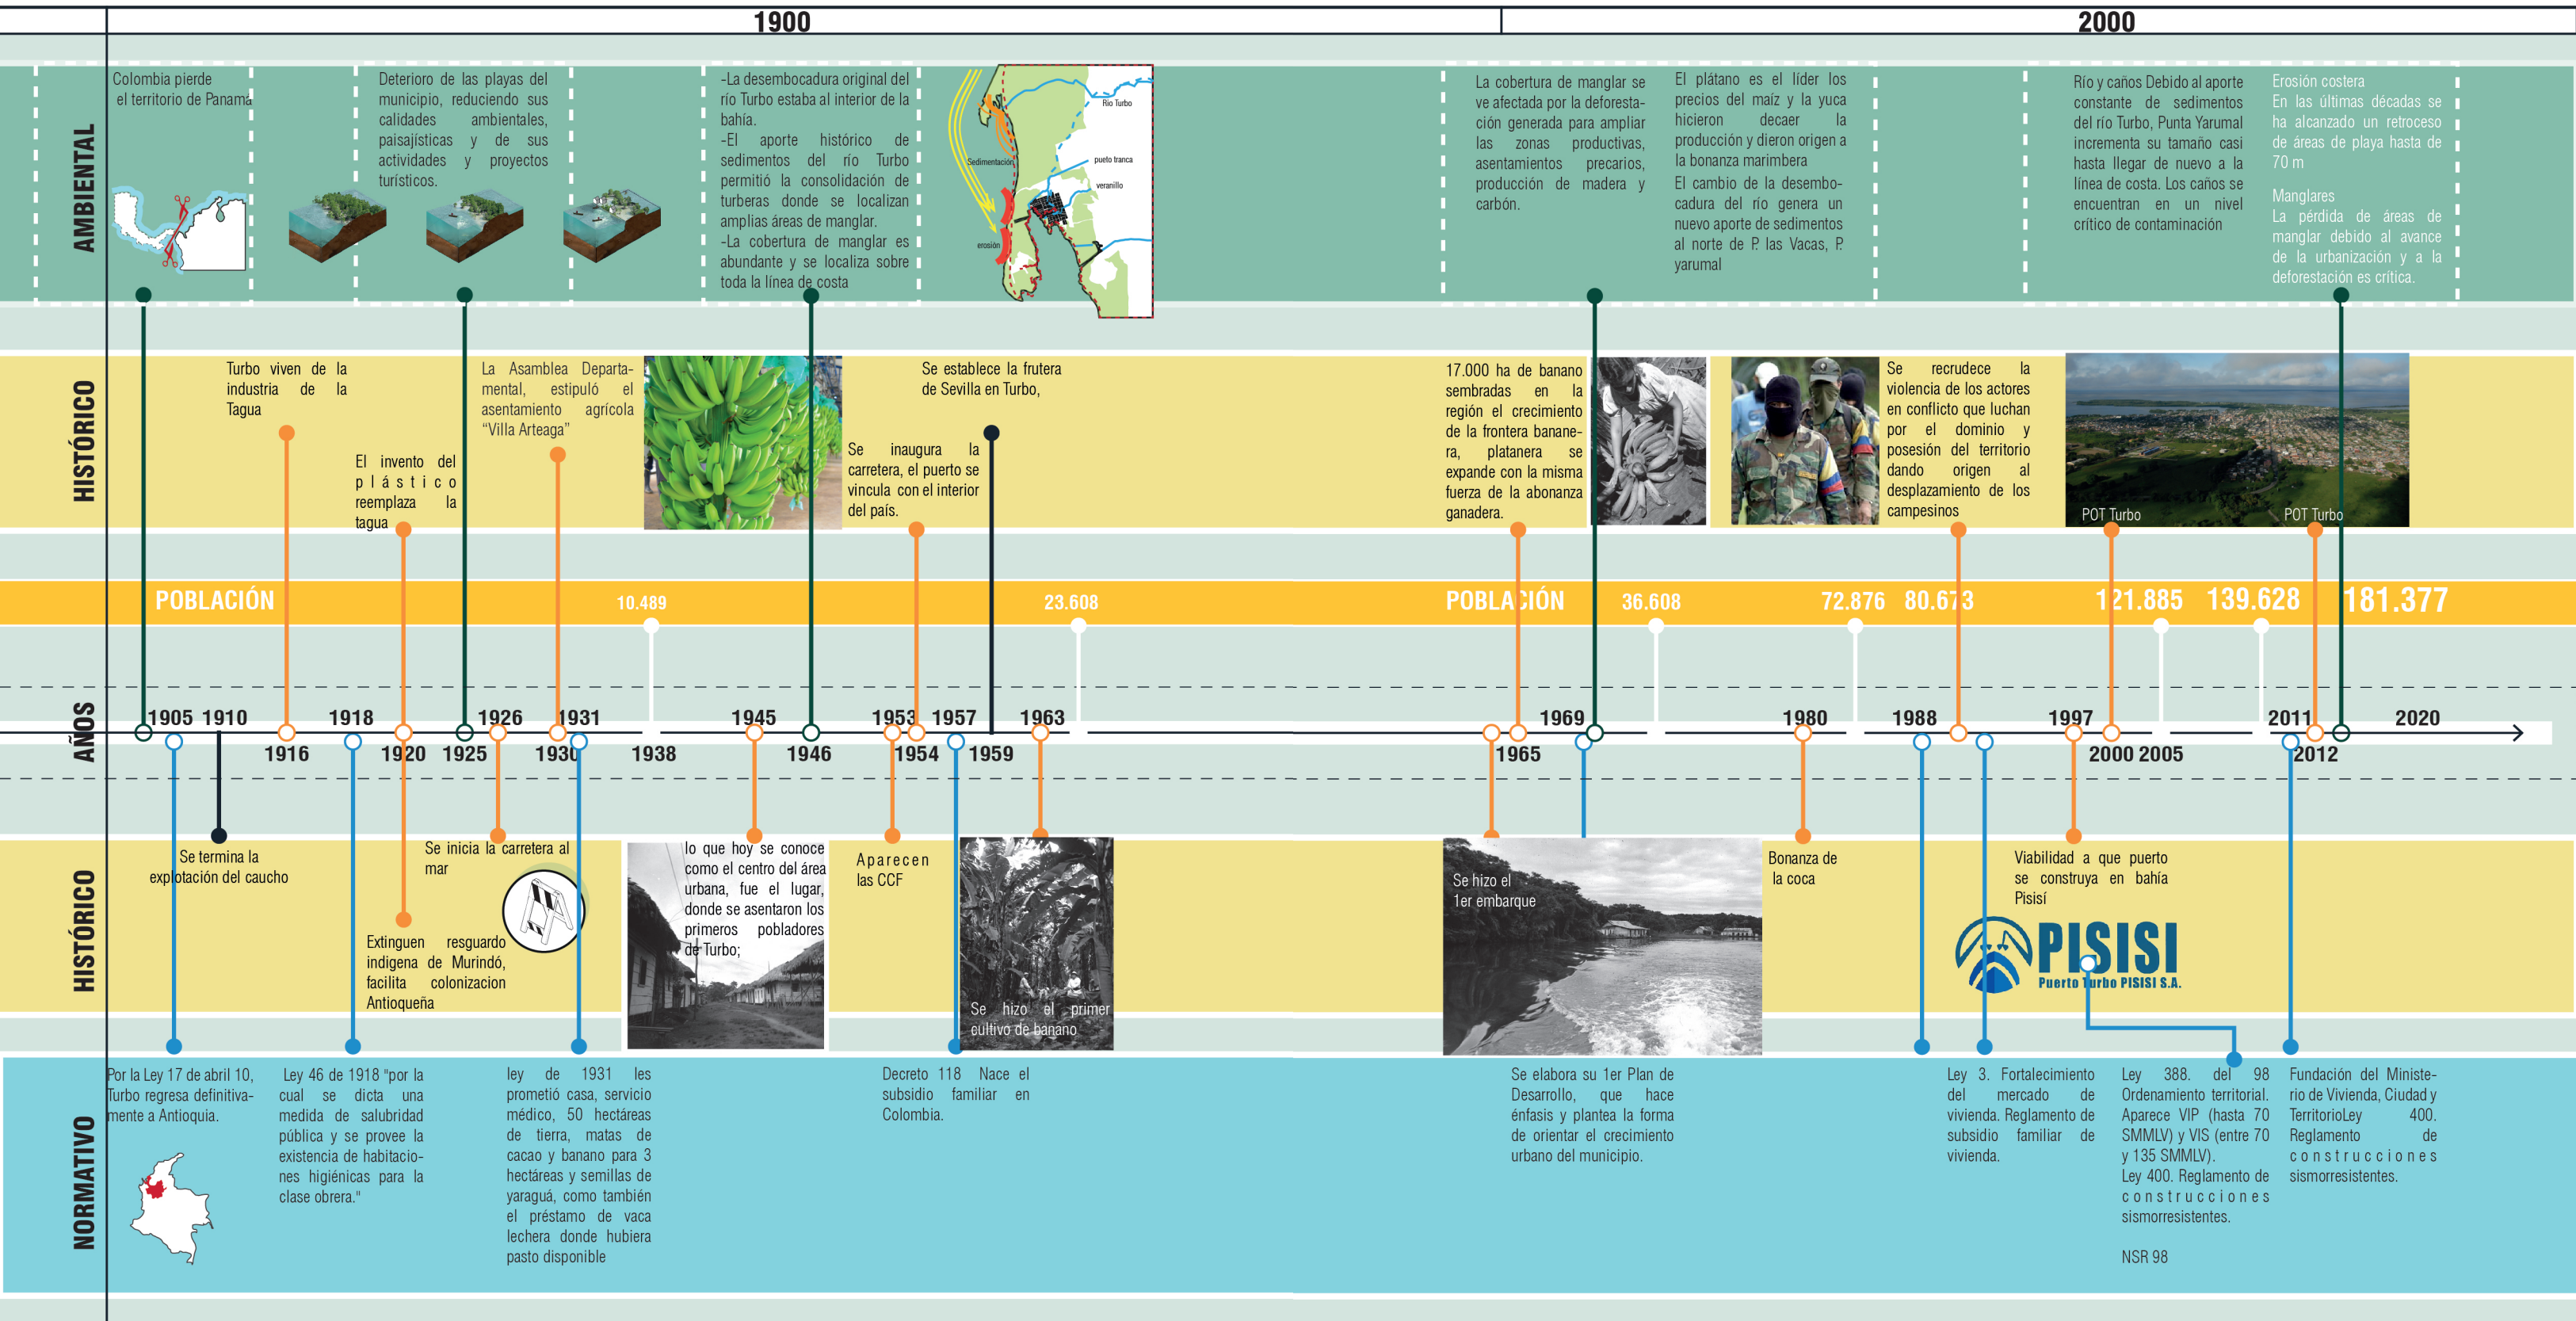 1900
2000
AMBIENTAL
Colombia pierde
el territorio de Panamá
Deterioro de las playas del
municipio, reduciendo sus
calidades ambientales,
paisajísticas y de sus
actividades y proyectos
turísticos.
-La desembocadura original del
río Turbo estaba al interior de la
bahía.
-El aporte histórico de
sedimentos del río Turbo
permitió la consolidación de
turberas donde se localizan
amplias áreas de manglar.
-La cobertura de manglar es
abundante y se localiza sobre
toda la línea de costa
Río Turbo
Sedimentación
pueto tranca
veranillo
erosión
La cobertura de manglar se
ve afectada por la deforesta-
ción generada para ampliar
las zonas productivas,
asentamientos precarios,
producción de madera y
carbón.
El plátano es el líder los
precios del maíz y la yuca
hicieron decaer la
producción y dieron origen a
la bonanza marimbera
El cambio de la desembo-
cadura del río genera un
nuevo aporte de sedimentos
al norte de P. las Vacas, P.
yarumal
Río y caños Debido al aporte
constante de sedimentos
del río Turbo, Punta Yarumal
incrementa su tamaño casi
hasta llegar de nuevo a la
línea de costa. Los caños se
encuentran en un nivel
crítico de contaminación
Erosión costera
En las últimas décadas se
ha alcanzado un retroceso
de áreas de playa hasta de
70 m
Manglares
La pérdida de áreas de
manglar debido al avance
de la urbanización y a la
deforestación es crítica.
HISTÓRICO
Turbo viven de la
industria de la
Tagua
El invento del
plástico
reemplaza la
tagua
La Asamblea Departa-
mental, estipuló el
asentamiento agrícola
“Villa Arteaga”
Se inaugura la
carretera, el puerto se
vincula con el interior
del país.
Se establece la frutera
de Sevilla en Turbo,
17.000 ha de banano
sembradas en la
región el crecimiento
de la frontera banane-
ra, platanera se
expande con la misma
fuerza de la abonanza
ganadera.
Se recrudece la
violencia de los actores
en conflicto que luchan
por el dominio y
posesión del territorio
dando origen al
desplazamiento de los
campesinos
POT Turbo
POT Turbo
POBLACIÓN
10.489
23.608
POBLACIÓN
36.608
72.876
80.673
121.885
139.628
181.377
AÑOS
1905 1910 1918 1926 1931 1945 1953 1957 1963 1969 1980 1988 1997 2011 2020
1916 1920 1925 1930 1938 1946 1954 1959 1965 2000 2005 2012
HISTÓRICO
Se termina la
explotación del caucho
Extinguen resguardo
indigena de Murindó,
facilita colonizacion
Antioqueña
Se inicia la carretera al
mar
lo que hoy se conoce
como el centro del área
urbana, fue el lugar,
donde se asentaron los
primeros pobladores
de Turbo;
Aparecen
las CCF
Se hizo el primer
cultivo de banano
Se hizo el
1er embarque
Bonanza de
la coca
Viabilidad a que puerto
se construya en bahía
Pisisí
PISISI
Puerto Turbo PISISI S.A.
NORMATIVO
Por la Ley 17 de abril 10,
Turbo regresa definitiva-
mente a Antioquia.
Ley 46 de 1918 "por la
cual se dicta una
medida de salubridad
pública y se provee la
existencia de habitacio-
nes higiénicas para la
clase obrera."
ley de 1931 les
prometió casa, servicio
médico, 50 hectáreas
de tierra, matas de
cacao y banano para 3
hectáreas y semillas de
yaraguá, como también
el préstamo de vaca
lechera donde hubiera
pasto disponible
Decreto 118 Nace el
subsidio familiar en
Colombia.
Se elabora su 1er Plan de
Desarrollo, que hace
énfasis y plantea la forma
de orientar el crecimiento
urbano del municipio.
Ley 3. Fortalecimiento
del mercado de
vivienda. Reglamento de
subsidio familiar de
vivienda.
Ley 388. del 98
Ordenamiento territorial.
Aparece VIP (hasta 70
SMMLV) y VIS (entre 70
y 135 SMMLV).
Ley 400. Reglamento de
construcciones
sismorresistentes.
NSR 98
Fundación del Ministe-
rio de Vivienda, Ciudad y
TerritorioLey 400.
Reglamento de
construcciones
sismorresistentes.